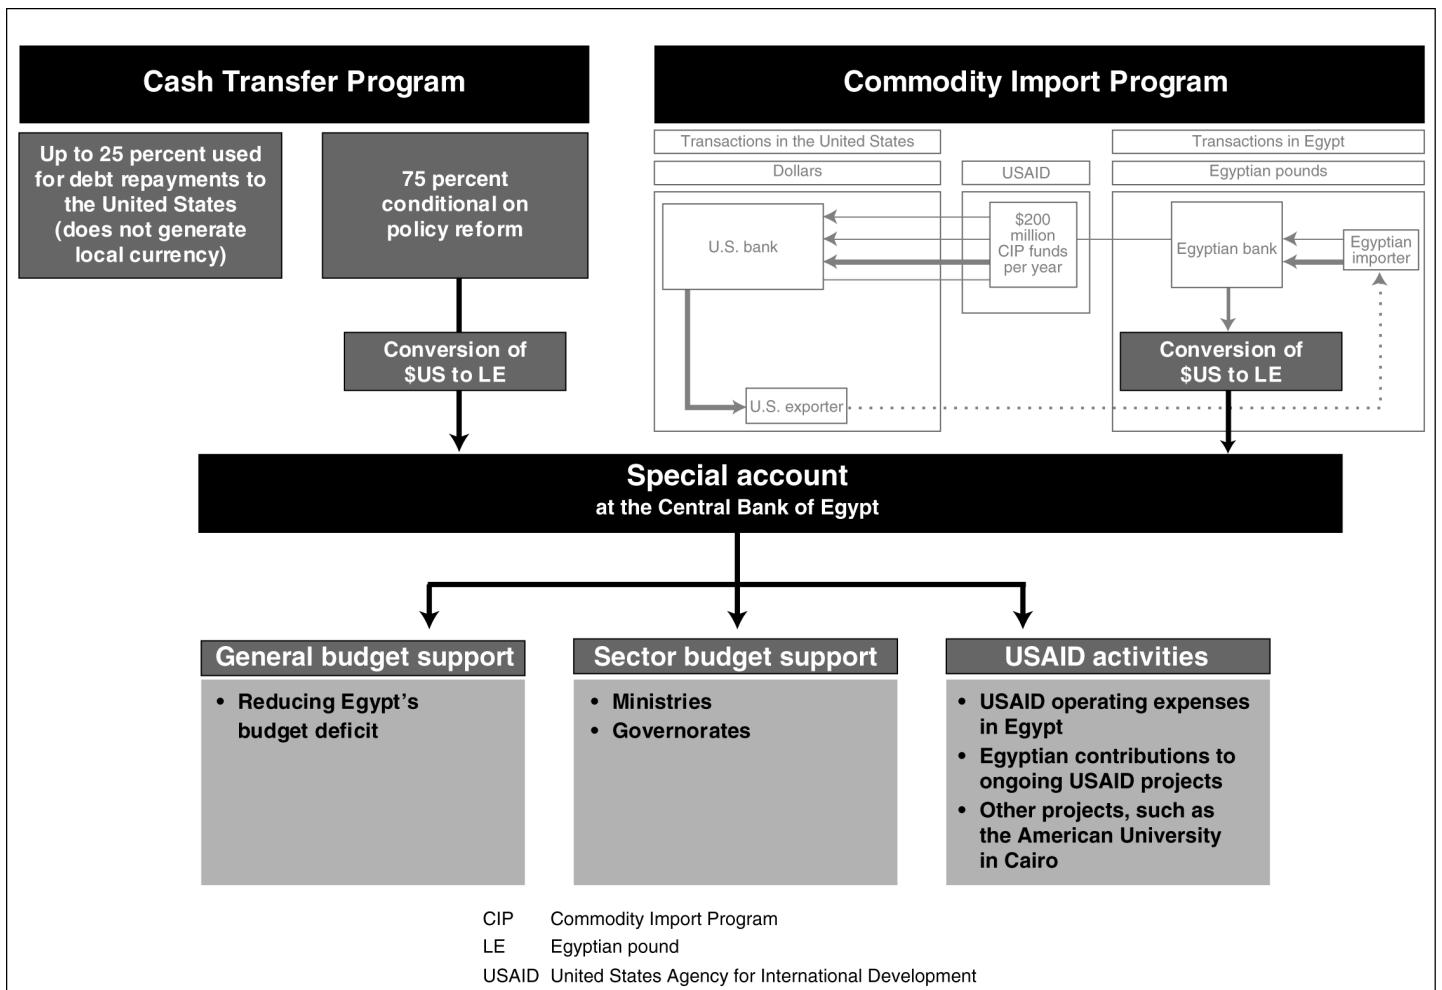 Cash Transfer Program
Up to 25 percent used
for debt repayments to
the United States
(does not generate
local currency)
75 percent
conditional on
policy reform
Conversion of
$US to LE
Commodity Import Program
Transactions in the United States
Transactions in Egypt
Dollars
USAID
Egyptian pounds
U.S. bank
$200
million
CIP funds
per year
Egyptian bank
Egyptian
importer
Conversion of
$US to LE
U.S. exporter
Special account
at the Central Bank of Egypt
General budget support
• Reducing Egypt’s
budget deficit
Sector budget support
• Ministries
• Governorates
USAID activities
• USAID operating expenses
in Egypt
• Egyptian contributions to
ongoing USAID projects
• Other projects, such as
the American University
in Cairo
CIP Commodity Import Program
LE Egyptian pound
USAID United States Agency for International Development